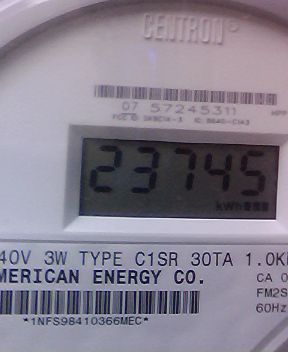 CENTRON®
07 57245311
23745
kWh
40V 3W TYPE C1SR 30TA 1.0K
MERICAN ENERGY CO.
CA 0
FM2S
60Hz
*1NFS98410366MEC*